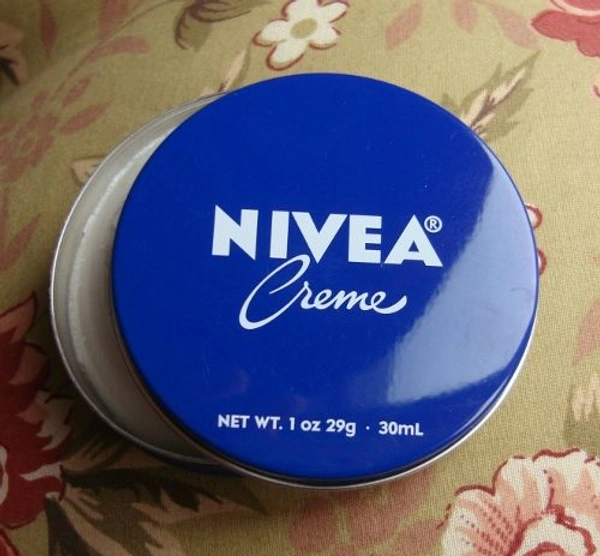 NIVEA®
Creme
NET WT. 1 oz 29g · 30mL